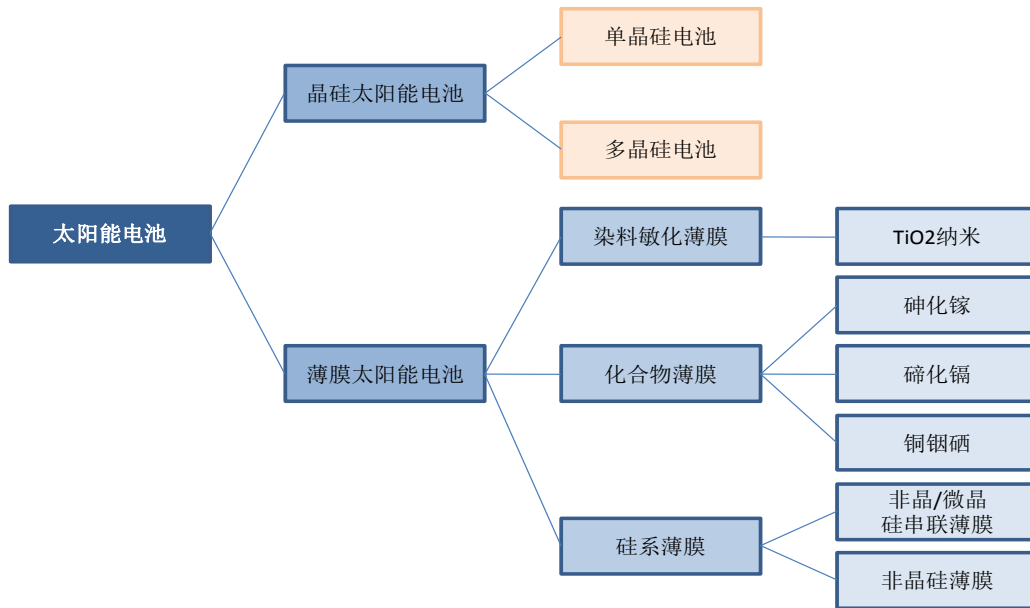 单晶硅电池
晶硅太阳能电池
多晶硅电池
太阳能电池
染料敏化薄膜
TiO2纳米
砷化镓
薄膜太阳能电池
化合物薄膜
碲化镉
铜铟硒
非晶/微晶
硅串联薄膜
硅系薄膜
非晶硅薄膜